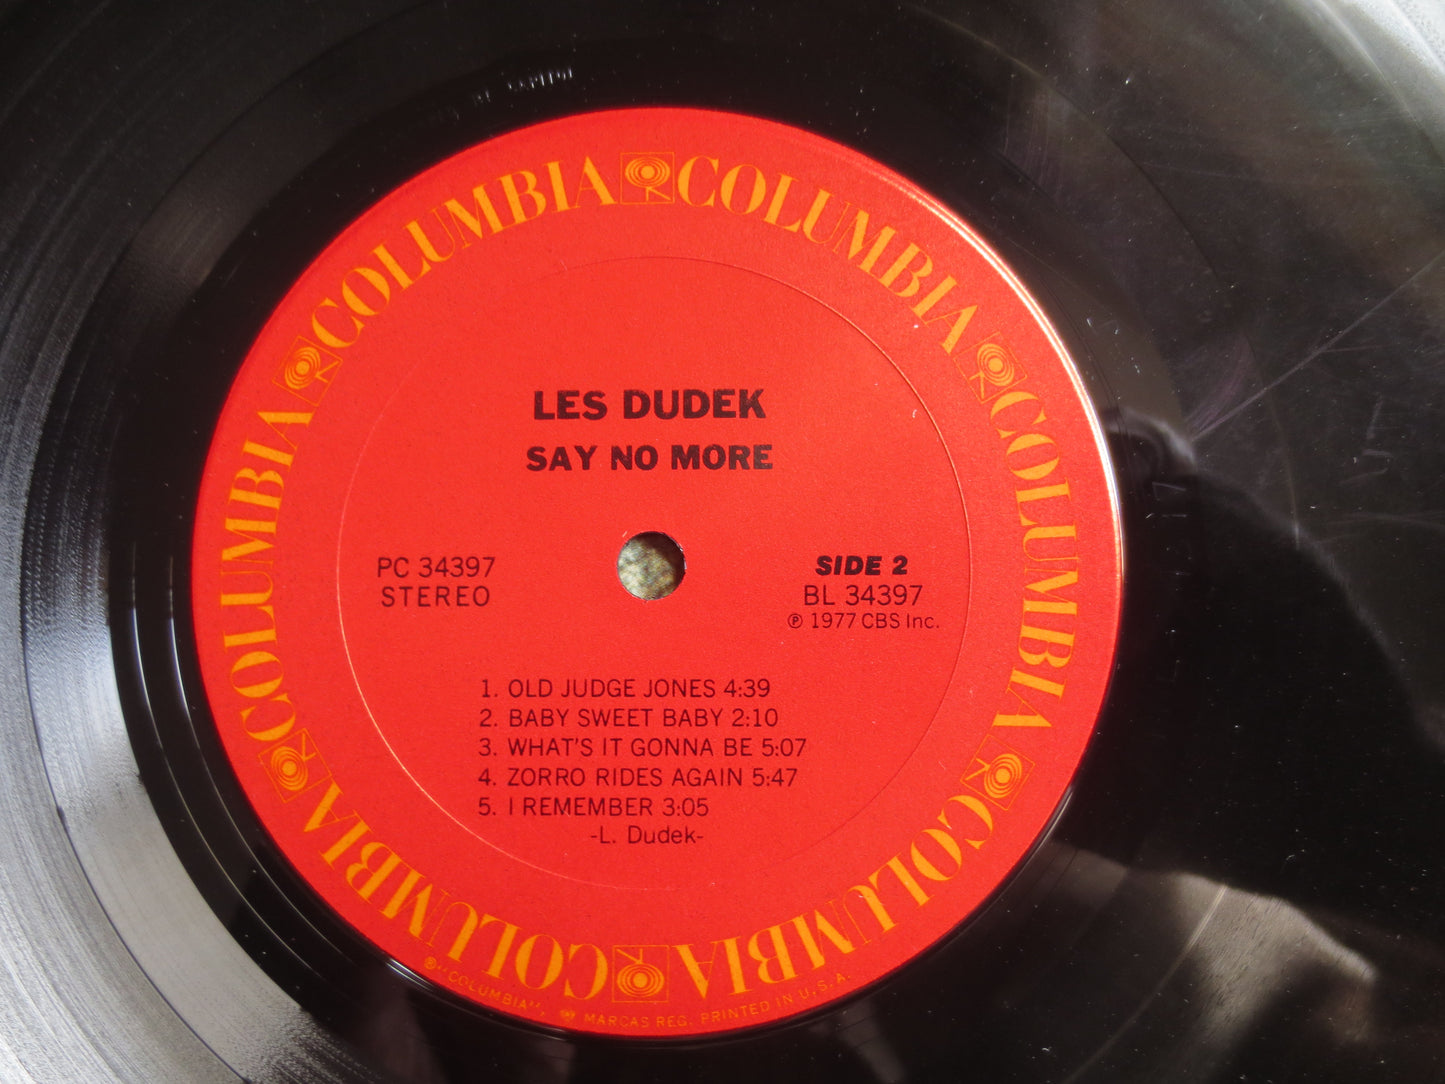 COLUMBIA COLUMBIA COLUMBIA COLUMBIA COLUMBIA COLUMBIA
LES DUDEK
SAY NO MORE
PC 34397
STEREO
SIDE 2
BL 34397
℗ 1977 CBS Inc.
1. OLD JUDGE JONES 4:39
2. BABY SWEET BABY 2:10
3. WHAT'S IT GONNA BE 5:07
4. ZORRO RIDES AGAIN 5:47
5. I REMEMBER 3:05
-L. Dudek-
® "COLUMBIA", MARCAS REG. PRINTED IN U.S.A.